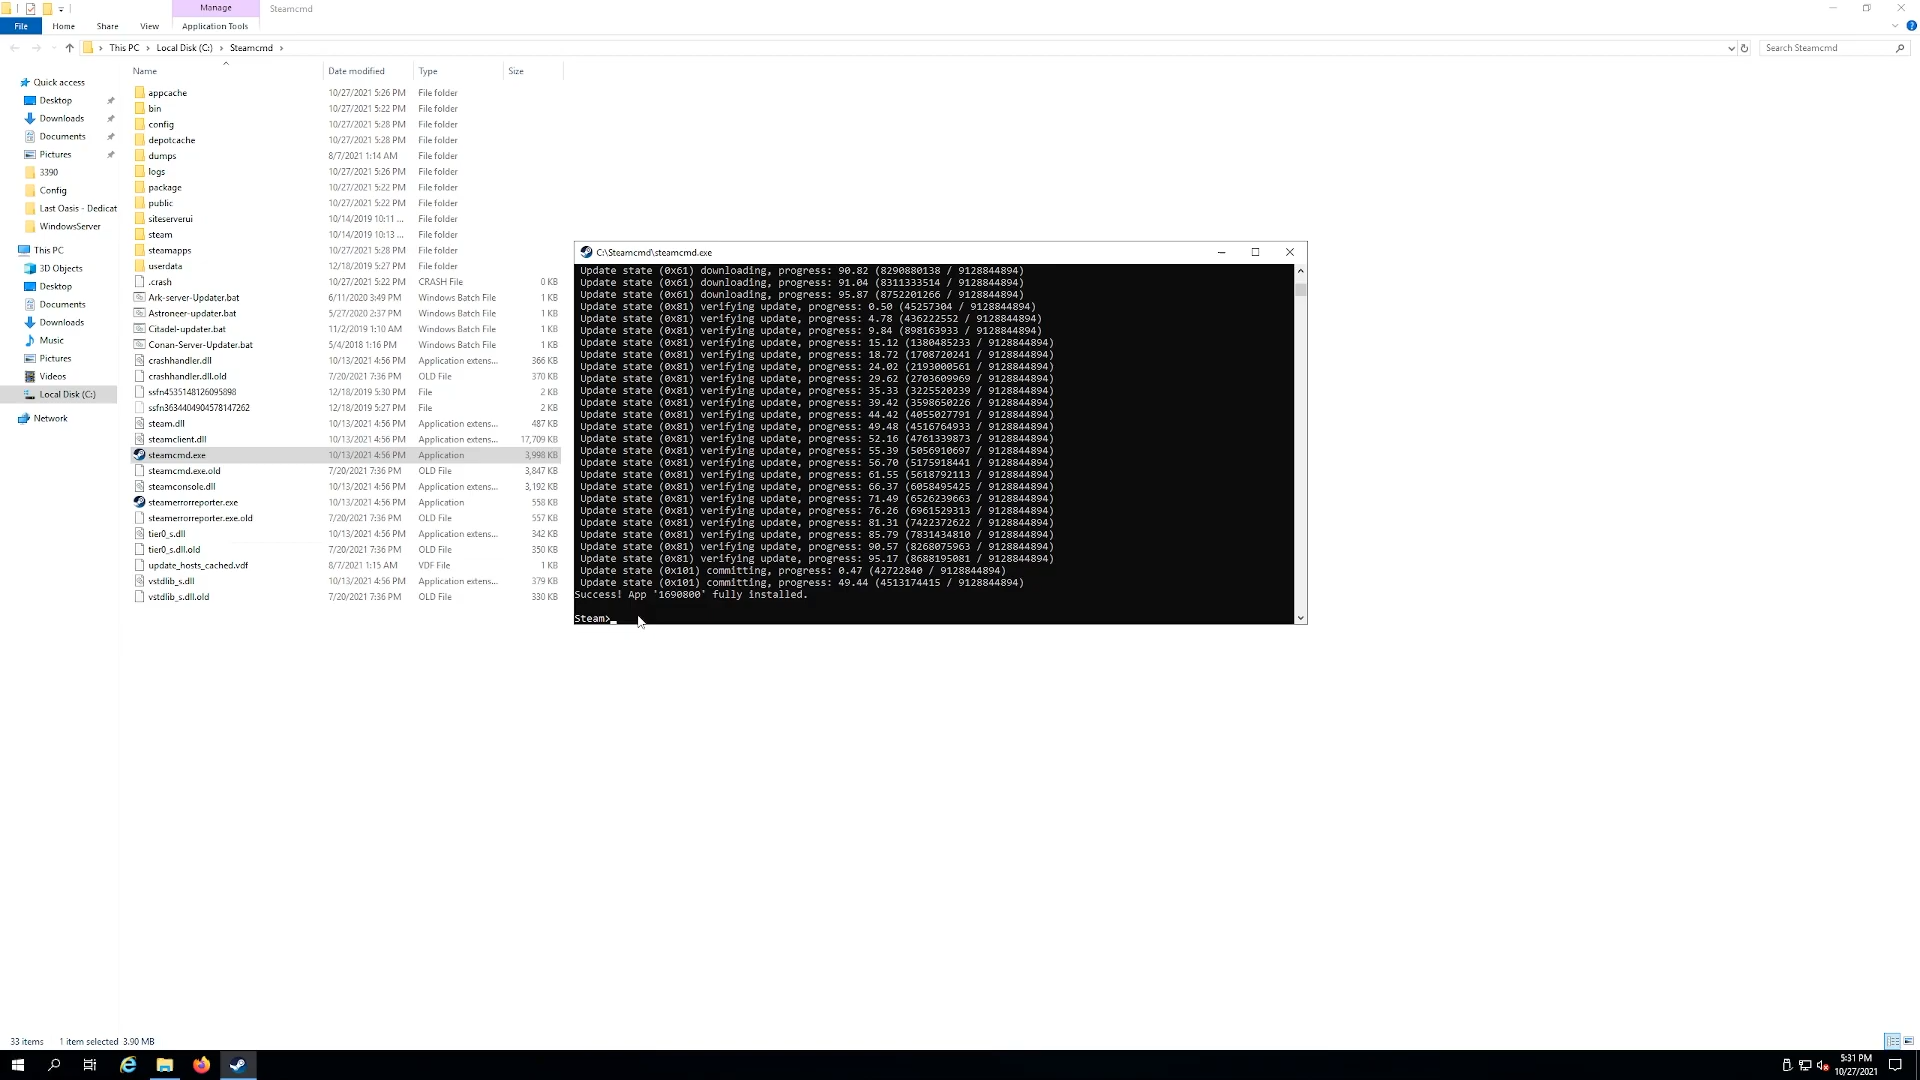 Manage
Steamcmd
File
Home
Share
View
Application Tools
This PC
Local Disk (C:)
Steamcmd
Search Steamcmd
Name
Date modified
Type
Size
Quick access
Desktop
Downloads
Documents
Pictures
3390
Config
Last Oasis - Dedicat
WindowsServer
This PC
3D Objects
Desktop
Documents
Downloads
Music
Pictures
Videos
Local Disk (C:)
Network
appcache 10/27/2021 5:26 PM File folder
bin 10/27/2021 5:22 PM File folder
config 10/27/2021 5:28 PM File folder
depotcache 10/27/2021 5:28 PM File folder
dumps 8/7/2021 1:14 AM File folder
logs 10/27/2021 5:26 PM File folder
package 10/27/2021 5:22 PM File folder
public 10/27/2021 5:22 PM File folder
siteserverui 10/14/2019 10:11 ... File folder
steam 10/14/2019 10:13 ... File folder
steamapps 10/27/2021 5:28 PM File folder
userdata 12/18/2019 5:27 PM File folder
.crash 10/27/2021 5:22 PM CRASH File 0 KB
Ark-server-Updater.bat 6/11/2020 3:49 PM Windows Batch File 1 KB
Astroneer-updater.bat 5/27/2020 2:37 PM Windows Batch File 1 KB
Citadel-updater.bat 11/2/2019 1:10 AM Windows Batch File 1 KB
Conan-Server-Updater.bat 5/4/2018 1:16 PM Windows Batch File 1 KB
crashhandler.dll 10/13/2021 4:56 PM Application extens... 366 KB
crashhandler.dll.old 7/20/2021 7:36 PM OLD File 370 KB
ssfn4535148126095898 12/18/2019 5:30 PM File 2 KB
ssfn3634404904578147262 12/18/2019 5:27 PM File 2 KB
steam.dll 10/13/2021 4:56 PM Application extens... 487 KB
steamclient.dll 10/13/2021 4:56 PM Application extens... 17,709 KB
steamcmd.exe 10/13/2021 4:56 PM Application 3,998 KB
steamcmd.exe.old 7/20/2021 7:36 PM OLD File 3,847 KB
steamconsole.dll 10/13/2021 4:56 PM Application extens... 3,192 KB
steamerrorreporter.exe 10/13/2021 4:56 PM Application 558 KB
steamerrorreporter.exe.old 7/20/2021 7:36 PM OLD File 557 KB
tier0_s.dll 10/13/2021 4:56 PM Application extens... 342 KB
tier0_s.dll.old 7/20/2021 7:36 PM OLD File 350 KB
update_hosts_cached.vdf 8/7/2021 1:15 AM VDF File 1 KB
vstdlib_s.dll 10/13/2021 4:56 PM Application extens... 379 KB
vstdlib_s.dll.old 7/20/2021 7:36 PM OLD File 330 KB
C:\Steamcmd\steamcmd.exe
Update state (0x61) downloading, progress: 90.82 (8290880138 / 9128844894)
Update state (0x61) downloading, progress: 91.04 (8311333514 / 9128844894)
Update state (0x61) downloading, progress: 95.87 (8752201266 / 9128844894)
Update state (0x81) verifying update, progress: 0.50 (45257304 / 9128844894)
Update state (0x81) verifying update, progress: 4.78 (436222552 / 9128844894)
Update state (0x81) verifying update, progress: 9.84 (898163933 / 9128844894)
Update state (0x81) verifying update, progress: 15.12 (1380485233 / 9128844894)
Update state (0x81) verifying update, progress: 18.72 (1708720241 / 9128844894)
Update state (0x81) verifying update, progress: 24.02 (2193000561 / 9128844894)
Update state (0x81) verifying update, progress: 29.62 (2703609969 / 9128844894)
Update state (0x81) verifying update, progress: 35.33 (3225520239 / 9128844894)
Update state (0x81) verifying update, progress: 39.42 (3598650226 / 9128844894)
Update state (0x81) verifying update, progress: 44.42 (4055027791 / 9128844894)
Update state (0x81) verifying update, progress: 49.48 (4516764933 / 9128844894)
Update state (0x81) verifying update, progress: 52.16 (4761339873 / 9128844894)
Update state (0x81) verifying update, progress: 55.39 (5056910697 / 9128844894)
Update state (0x81) verifying update, progress: 56.70 (5175918441 / 9128844894)
Update state (0x81) verifying update, progress: 61.55 (5618792113 / 9128844894)
Update state (0x81) verifying update, progress: 66.37 (6058495425 / 9128844894)
Update state (0x81) verifying update, progress: 71.49 (6526239663 / 9128844894)
Update state (0x81) verifying update, progress: 76.26 (6961529313 / 9128844894)
Update state (0x81) verifying update, progress: 81.31 (7422372622 / 9128844894)
Update state (0x81) verifying update, progress: 85.79 (7831434810 / 9128844894)
Update state (0x81) verifying update, progress: 90.57 (8268075963 / 9128844894)
Update state (0x81) verifying update, progress: 95.17 (8688195081 / 9128844894)
Update state (0x101) committing, progress: 0.47 (42722840 / 9128844894)
Update state (0x101) committing, progress: 49.44 (4513174415 / 9128844894)
Success! App '1690800' fully installed.
Steam>_
33 items 1 item selected 3.90 MB
5:31 PM
10/27/2021